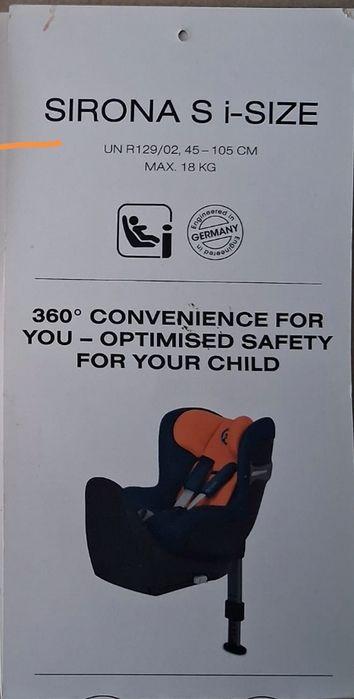 SIRONA S i-SIZE
UN R129/02, 45 – 105 CM
MAX. 18 KG
i
Engineered in
GERMANY
Engineered in
360° CONVENIENCE FOR
YOU – OPTIMISED SAFETY
FOR YOUR CHILD